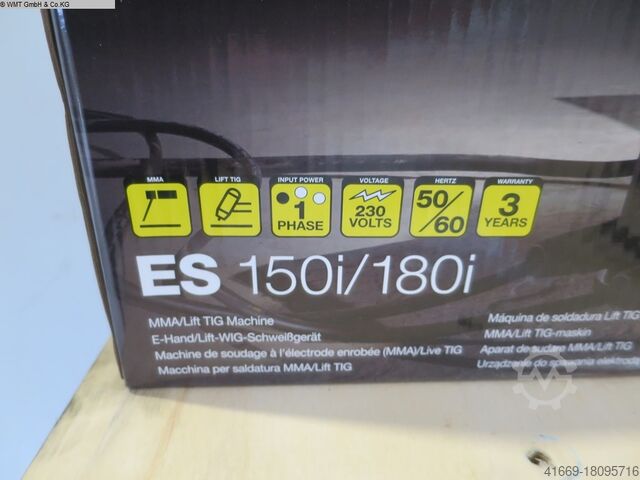 © WMT GmbH & Co.KG
MMA
LIFT TIG
INPUT POWER
VOLTAGE
HERTZ
WARRANTY
1
PHASE
230
VOLTS
50
/60
3
YEARS
ES 150i/180i
MMA/Lift TIG Machine
E-Hand/Lift-WIG-Schweißgerät
Machine de soudage à l'électrode enrobée (MMA)/Live TIG
Macchina per saldatura MMA/Lift TIG
Máquina de soldadura Lift TIG
MMA/Lift TIG-maskin
Aparat de sudare MMA/Lift TIG
Urządzenie do spawania
41669-18095716